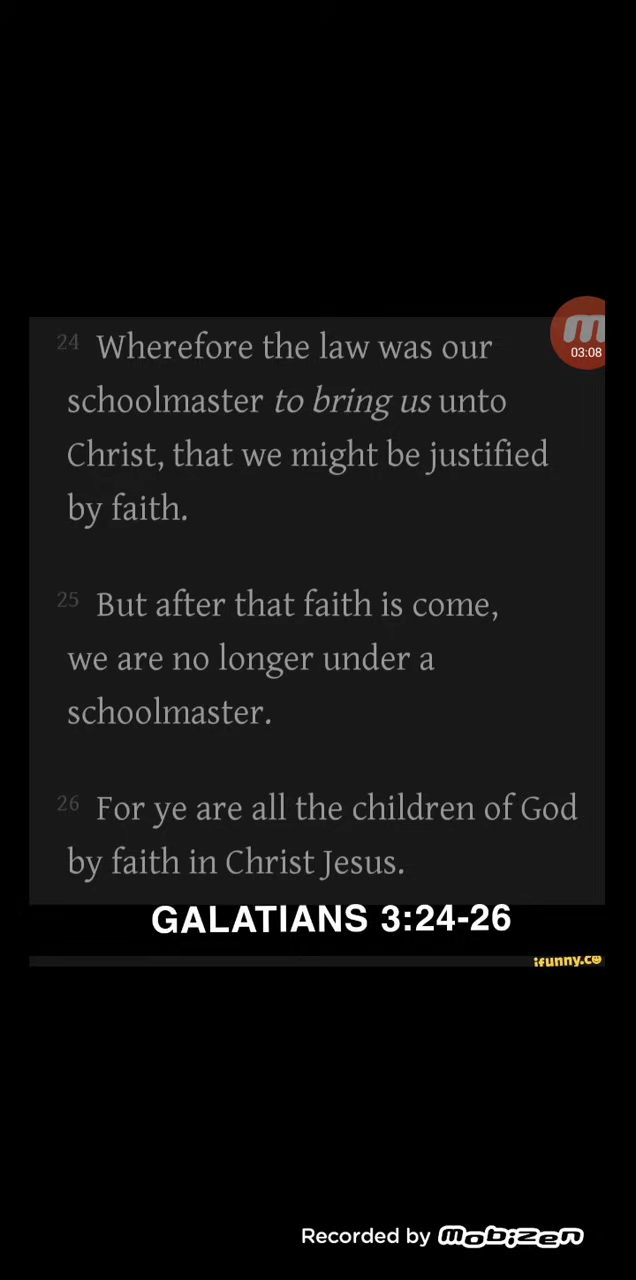 03:08
24 Wherefore the law was our
schoolmaster to bring us unto
Christ, that we might be justified
by faith.
25 But after that faith is come,
we are no longer under a
schoolmaster.
26 For ye are all the children of God
by faith in Christ Jesus.
GALATIANS 3:24-26
ifunny.co
Recorded by mobizen